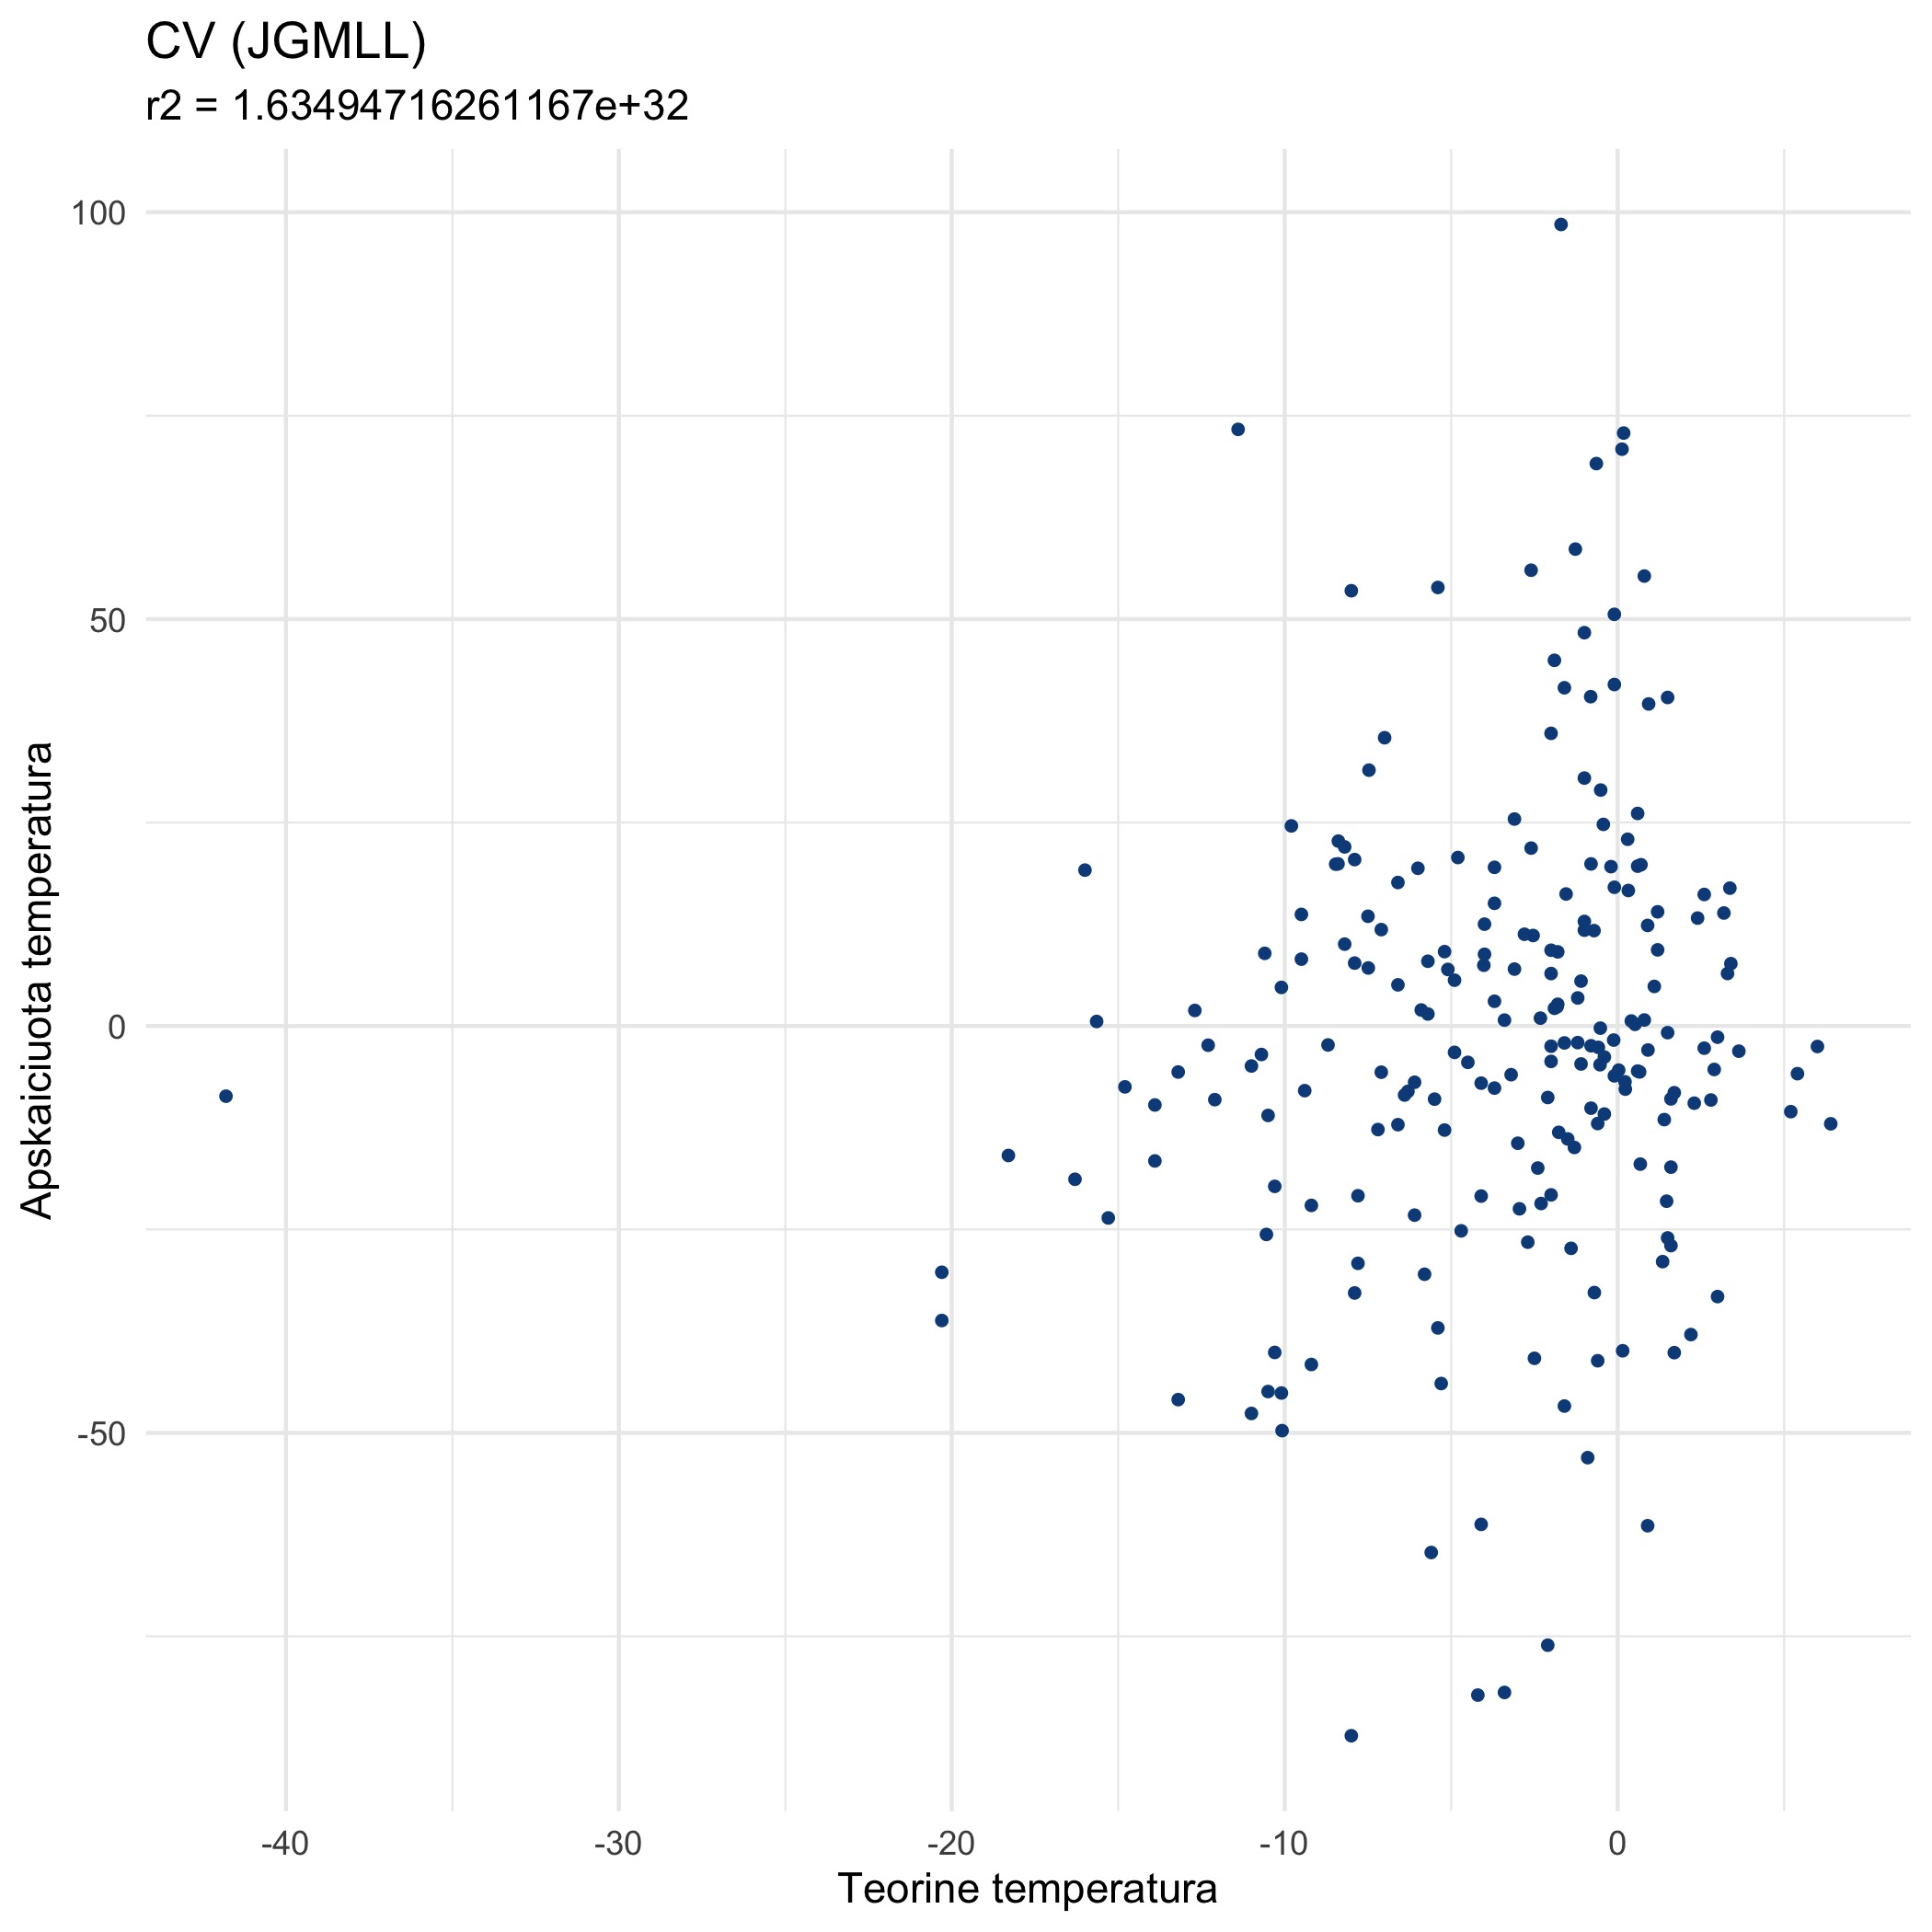 CV (JGMLL)
r2 = 1.63494716261167e+32
100
50
0
-50
Apskaiciuota temperatura
-40 -30 -20 -10 0
Teorine temperatura